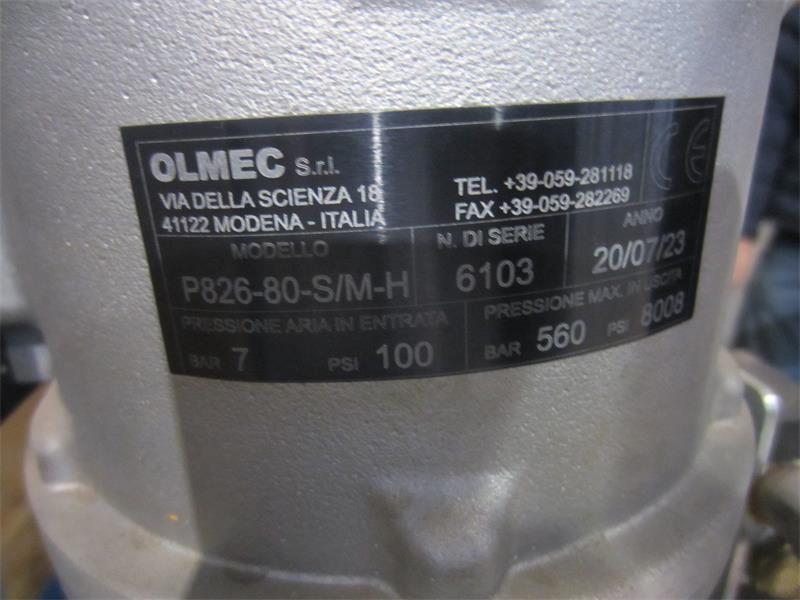 OLMEC S.r.l.
VIA DELLA SCIENZA 18
41122 MODENA - ITALIA
TEL. +39-059-281118
FAX +39-059-282269
CE
MODELLO
P826-80-S/M-H
N. DI SERIE
6103
ANNO
20/07/23
PRESSIONE ARIA IN ENTRATA
BAR 7 PSI 100
PRESSIONE MAX. IN USCITA
BAR 560 PSI 8008